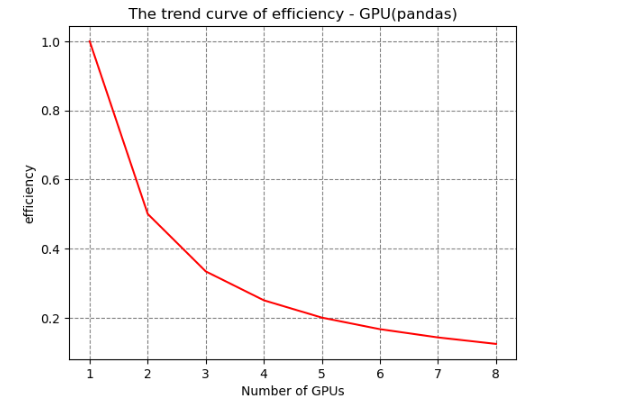 The trend curve of efficiency - GPU(pandas)
1.0
0.8
0.6
0.4
0.2
efficiency
1 2 3 4 5 6 7 8
Number of GPUs